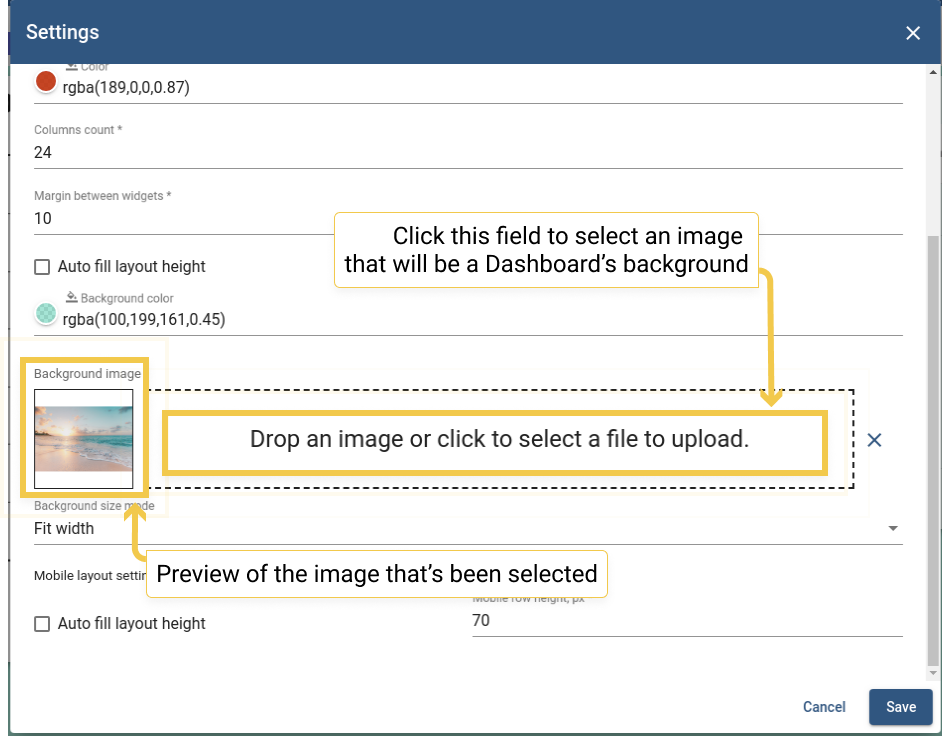 Settings
Color
rgba(189,0,0,0.87)
Columns count *
24
Margin between widgets *
10
Click this field to select an image
that will be a Dashboard’s background
Auto fill layout height
Background color
rgba(100,199,161,0.45)
Background image
Drop an image or click to select a file to upload.
Background size mode
Fit width
Preview of the image that’s been selected
Mobile layout
Mobile row height, px
Auto fill layout height
70
Cancel
Save